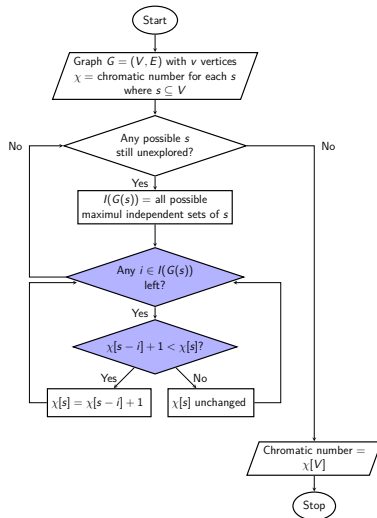 Start
Graph G = (V, E) with v vertices
χ = chromatic number for each s
where s ⊆ V
No
Any possible s
still unexplored?
No
Yes
I(G(s)) = all possible
maximul independent sets of s
Any i ∈ I(G(s))
left?
Yes
χ[s − i] + 1 < χ[s]?
Yes
No
χ[s] = χ[s − i] + 1
χ[s] unchanged
Chromatic number =
χ[V]
Stop